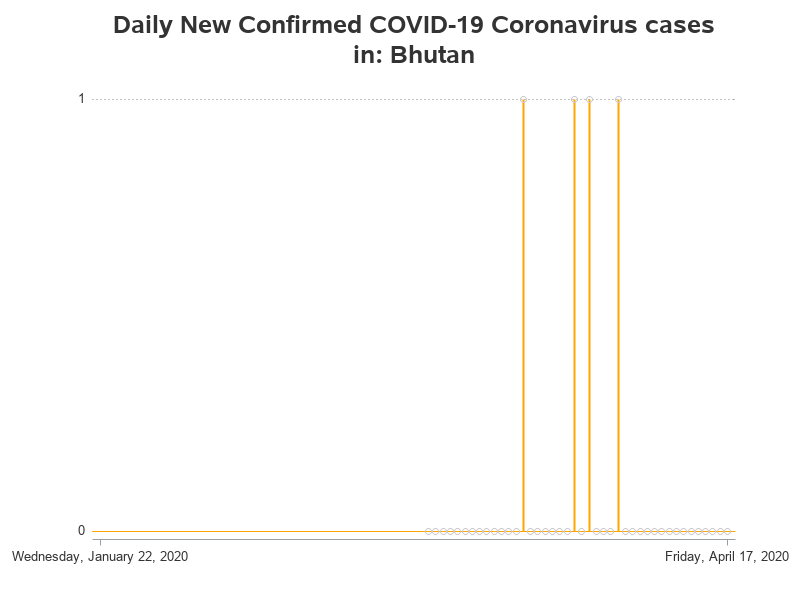 Daily New Confirmed COVID-19 Coronavirus cases
in: Bhutan
1
0
Wednesday, January 22, 2020
Friday, April 17, 2020